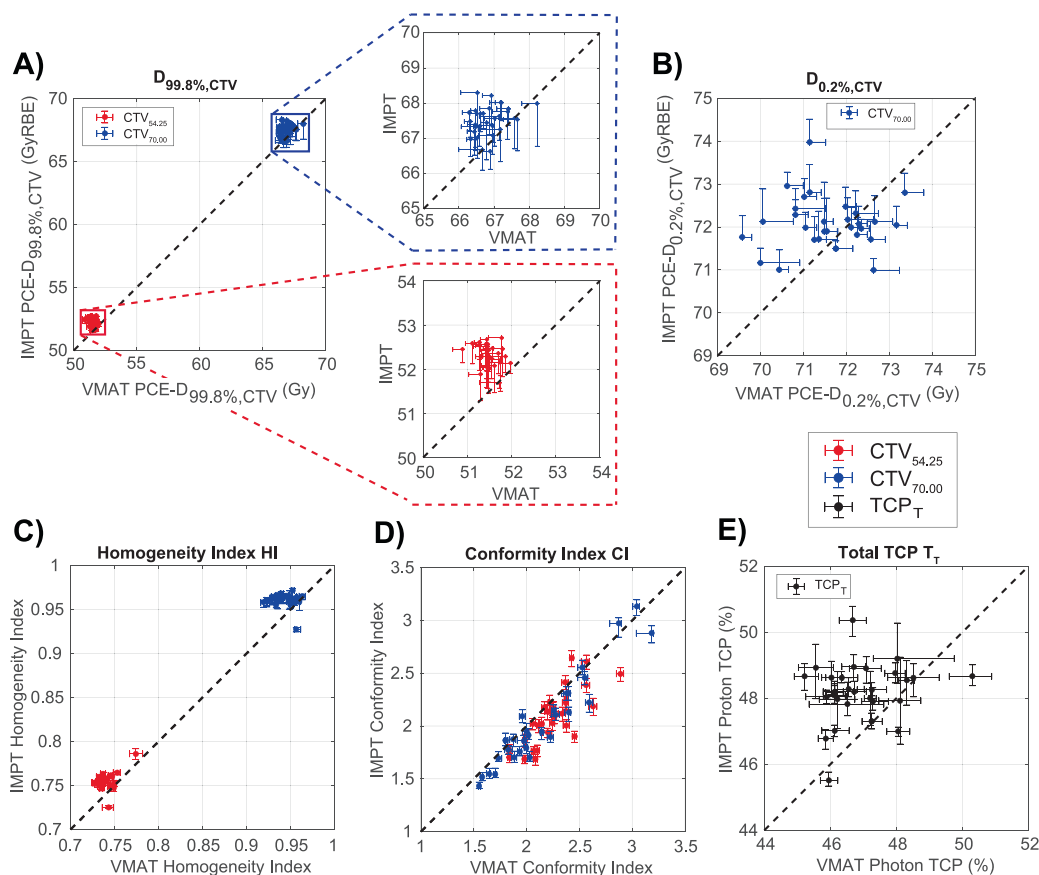 A)
D99.8%,CTV
IMPT PCE-D99.8%,CTV (GyRBE)
70
65
60
55
50
CTV54.25
CTV70.00
50 55 60 65 70
VMAT PCE-D99.8%,CTV (Gy)
IMPT
70
69
68
67
66
65
65 66 67 68 69 70
VMAT
IMPT
54
53
52
51
50
50 51 52 53 54
VMAT
B)
D0.2%,CTV
IMPT PCE-D0.2%,CTV (GyRBE)
75
74
73
72
71
70
69
CTV70.00
69 70 71 72 73 74 75
VMAT PCE-D0.2%,CTV (Gy)
CTV54.25
CTV70.00
TCPT
C)
Homogeneity Index HI
IMPT Homogeneity Index
1
0.95
0.9
0.85
0.8
0.75
0.7
0.7 0.75 0.8 0.85 0.9 0.95 1
VMAT Homogeneity Index
D)
Conformity Index CI
IMPT Conformity Index
3.5
3
2.5
2
1.5
1
1 1.5 2 2.5 3 3.5
VMAT Conformity Index
E)
Total TCP TT
IMPT Photon TCP (%)
52
50
48
46
44
TCPT
44 46 48 50 52
VMAT Photon TCP (%)